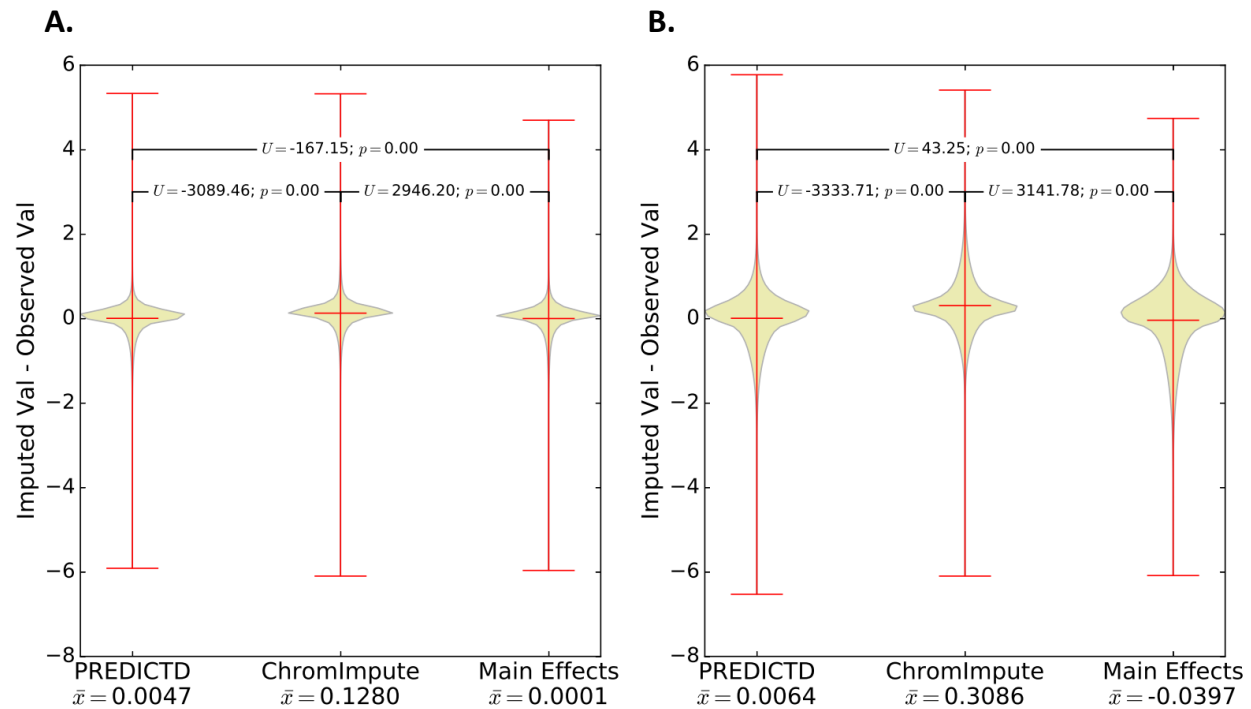 A.
Imputed Val - Observed Val
6
4
2
0
−2
−4
−6
−8
U = -167.15; p = 0.00
U = -3089.46; p = 0.00
U = 2946.20; p = 0.00
PREDICTD
x̄ = 0.0047
ChromImpute
x̄ = 0.1280
Main Effects
x̄ = 0.0001
B.
Imputed Val - Observed Val
6
4
2
0
−2
−4
−6
−8
U = 43.25; p = 0.00
U = -3333.71; p = 0.00
U = 3141.78; p = 0.00
PREDICTD
x̄ = 0.0064
ChromImpute
x̄ = 0.3086
Main Effects
x̄ = -0.0397